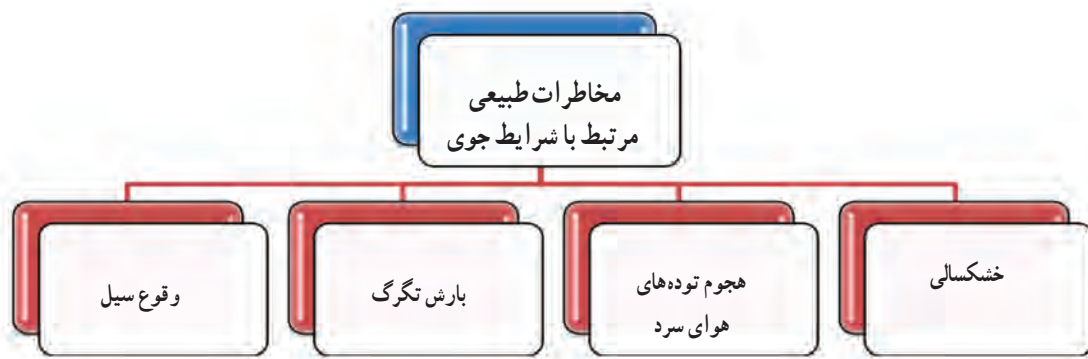 مخاطرات طبیعی
مرتبط با شرایط جوی
خشکسالی
هجوم توده‌های
هوای سرد
بارش تگرگ
وقوع سیل